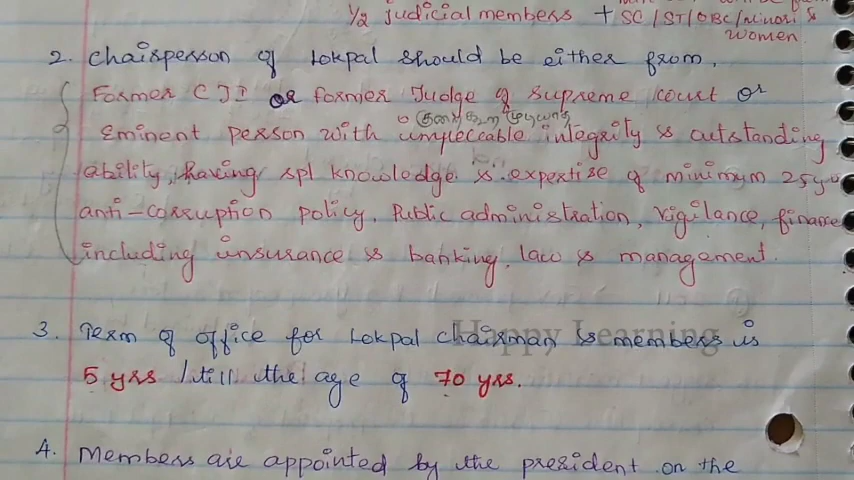 1/2 judicial members + SC/ST/OBC/Minori &
women
2. Chairperson of Lokpal should be either from,
Former CJI or former Judge of Supreme court or
குறைகூற முடியாத
Eminent person with impeccable integrity & outstanding
ability, having spl knowledge & expertise of minimum 25yrs
anti-corruption policy, Public administration, vigilance, finance
including insurance & banking, law & management.
Happy Learning
3. Term of office for Lokpal chairman & members is
5 yrs / till the age of 70 yrs.
4. Members are appointed by the president on the